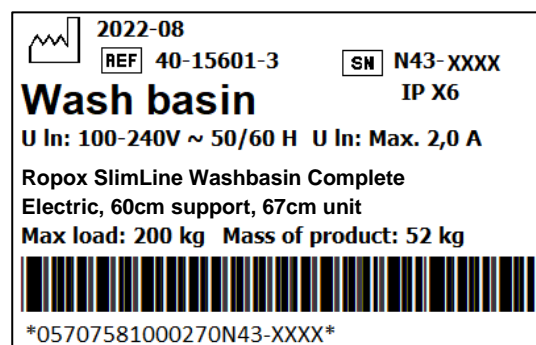 2022-08
REF 40-15601-3 SN N43-XXXX
Wash basin IP X6
U ln: 100-240V ~ 50/60 H U ln: Max. 2,0 A
Ropox SlimLine Washbasin Complete
Electric, 60cm support, 67cm unit
Max load: 200 kg Mass of product: 52 kg
*05707581000270N43-XXXX*